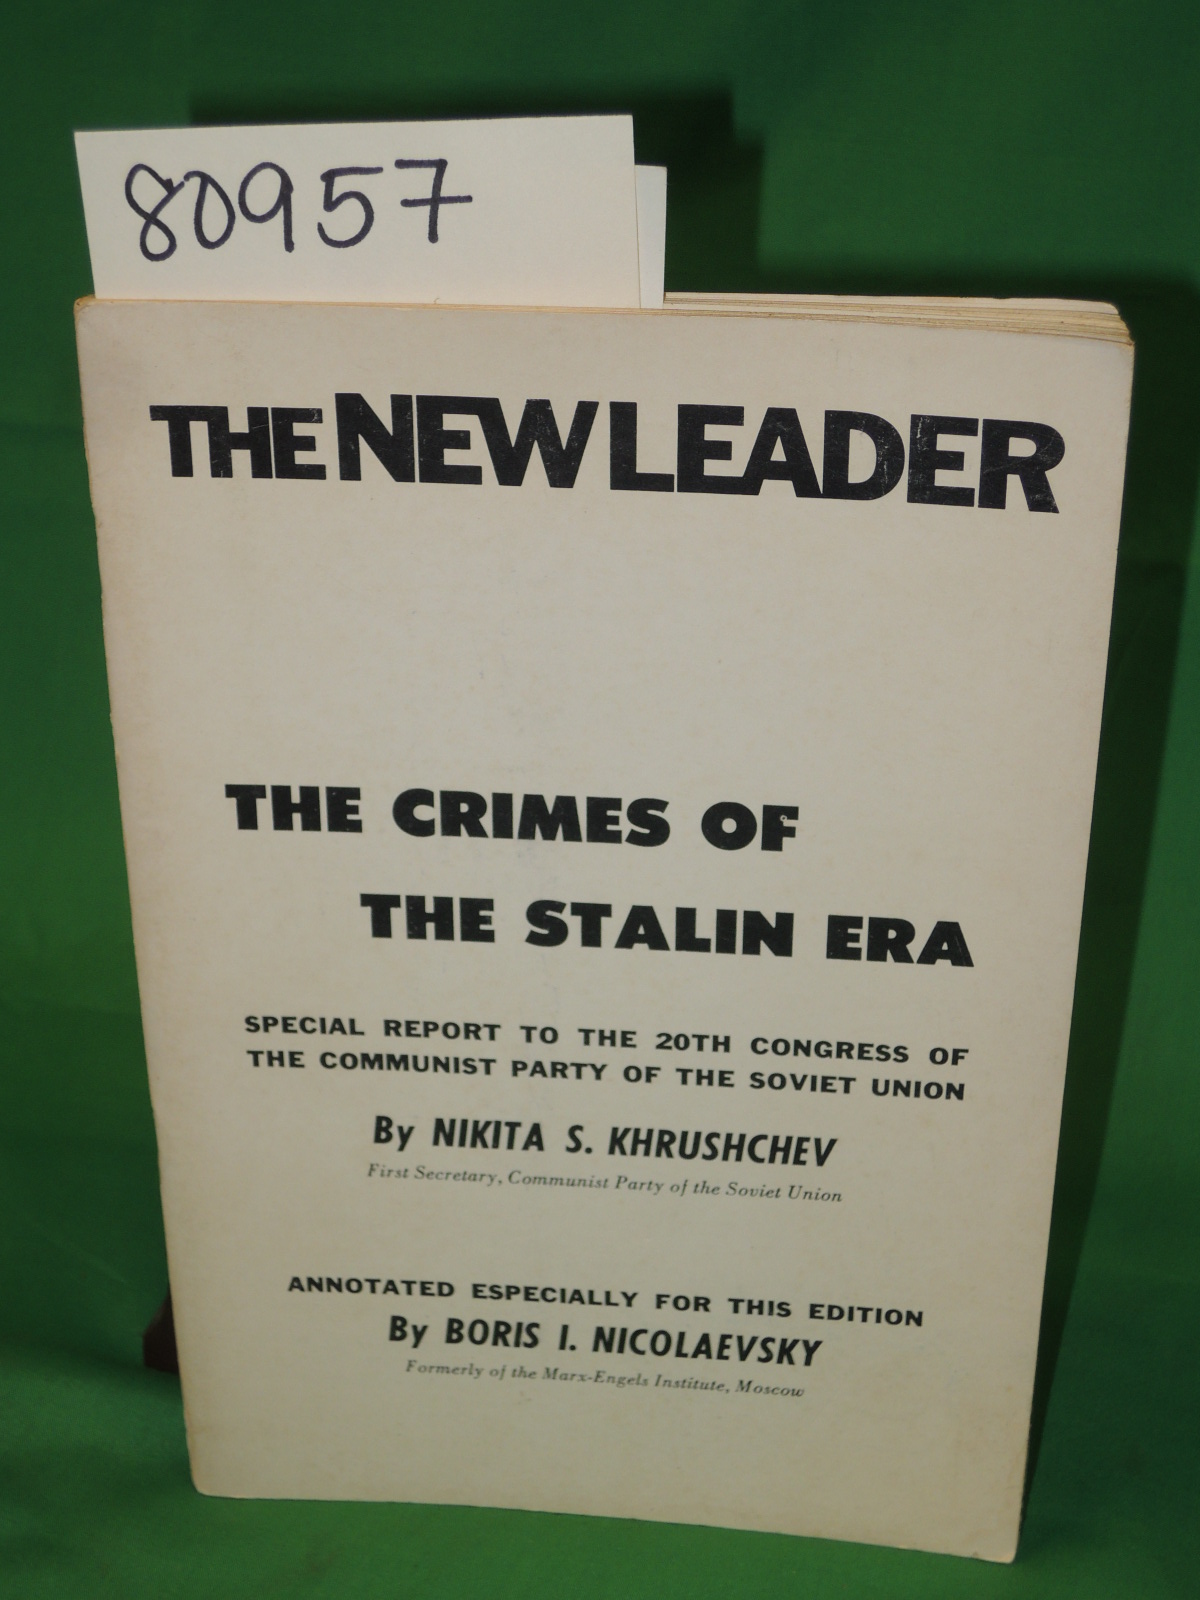 80957
THE NEW LEADER
THE CRIMES OF
THE STALIN ERA
SPECIAL REPORT TO THE 20TH CONGRESS OF
THE COMMUNIST PARTY OF THE SOVIET UNION
By NIKITA S. KHRUSHCHEV
First Secretary, Communist Party of the Soviet Union
ANNOTATED ESPECIALLY FOR THIS EDITION
By BORIS I. NICOLAEVSKY
Formerly of the Marx-Engels Institute, Moscow